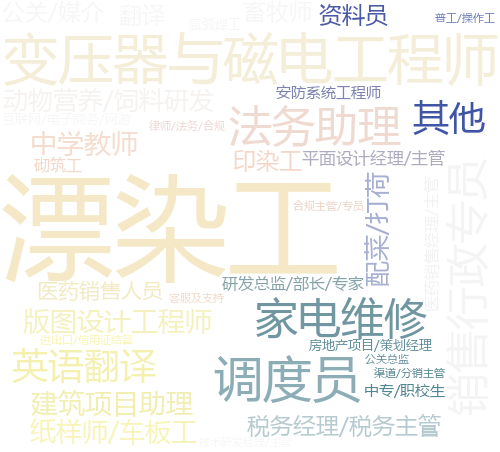 公关/媒介
翻译
畜牧师
资料员
普工/操作工
变压器与磁电工程师
安防系统工程师
动物营养/饲料研发
法务助理
其他
律师/法务/合规
中学教师
砌筑工
印染工
平面设计经理/主管
漂染工
合规主管/专员
配菜/打荷
医药销售经理/主管
销售行政专员
研发总监/部长/专家
医药销售人员
客服及支持
家电维修
版图设计工程师
房地产项目/策划经理
英语翻译
调度员
公关总监
渠道/分销主管
中专/职校生
建筑项目助理
纸样师/车板工
税务经理/税务主管